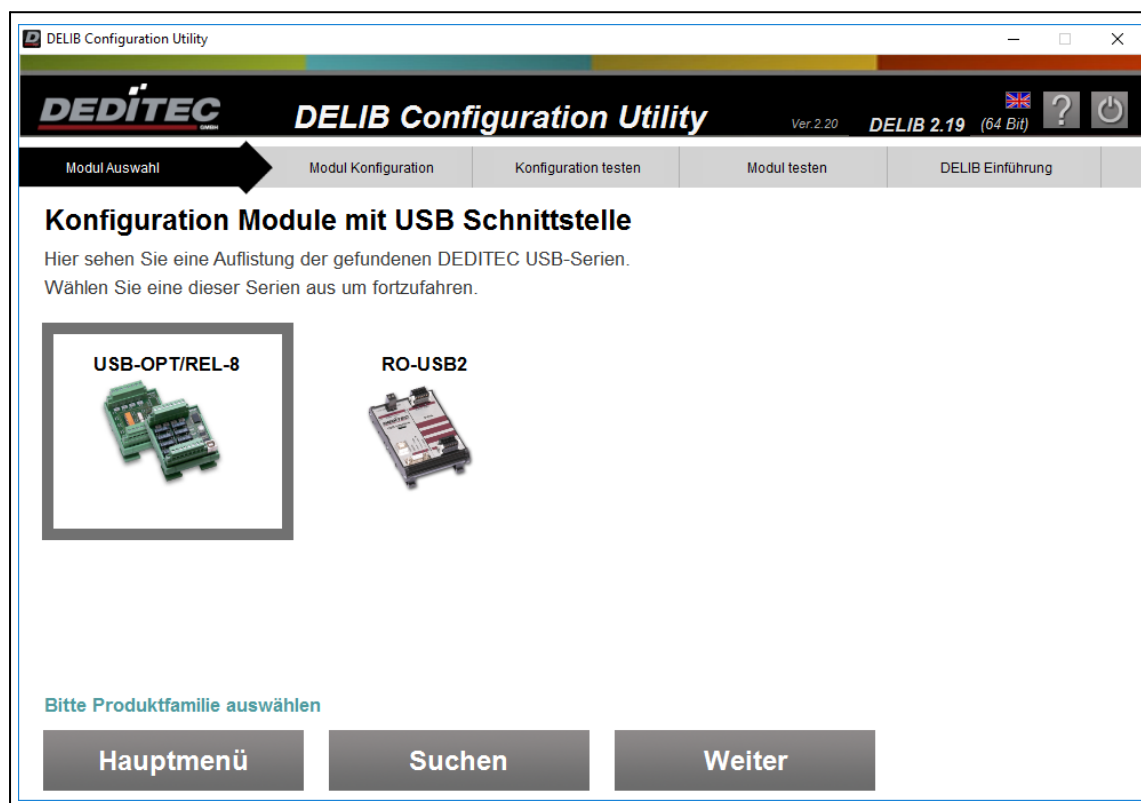 DELIB Configuration Utility
DEDITEC
GMBH
DELIB Configuration Utility
Ver.2.20
DELIB 2.19 (64 Bit)
?
Modul Auswahl
Modul Konfiguration
Konfiguration testen
Modul testen
DELIB Einführung
Konfiguration Module mit USB Schnittstelle
Hier sehen Sie eine Auflistung der gefundenen DEDITEC USB-Serien.
Wählen Sie eine dieser Serien aus um fortzufahren.
USB-OPT/REL-8
RO-USB2
Bitte Produktfamilie auswählen
Hauptmenü
Suchen
Weiter